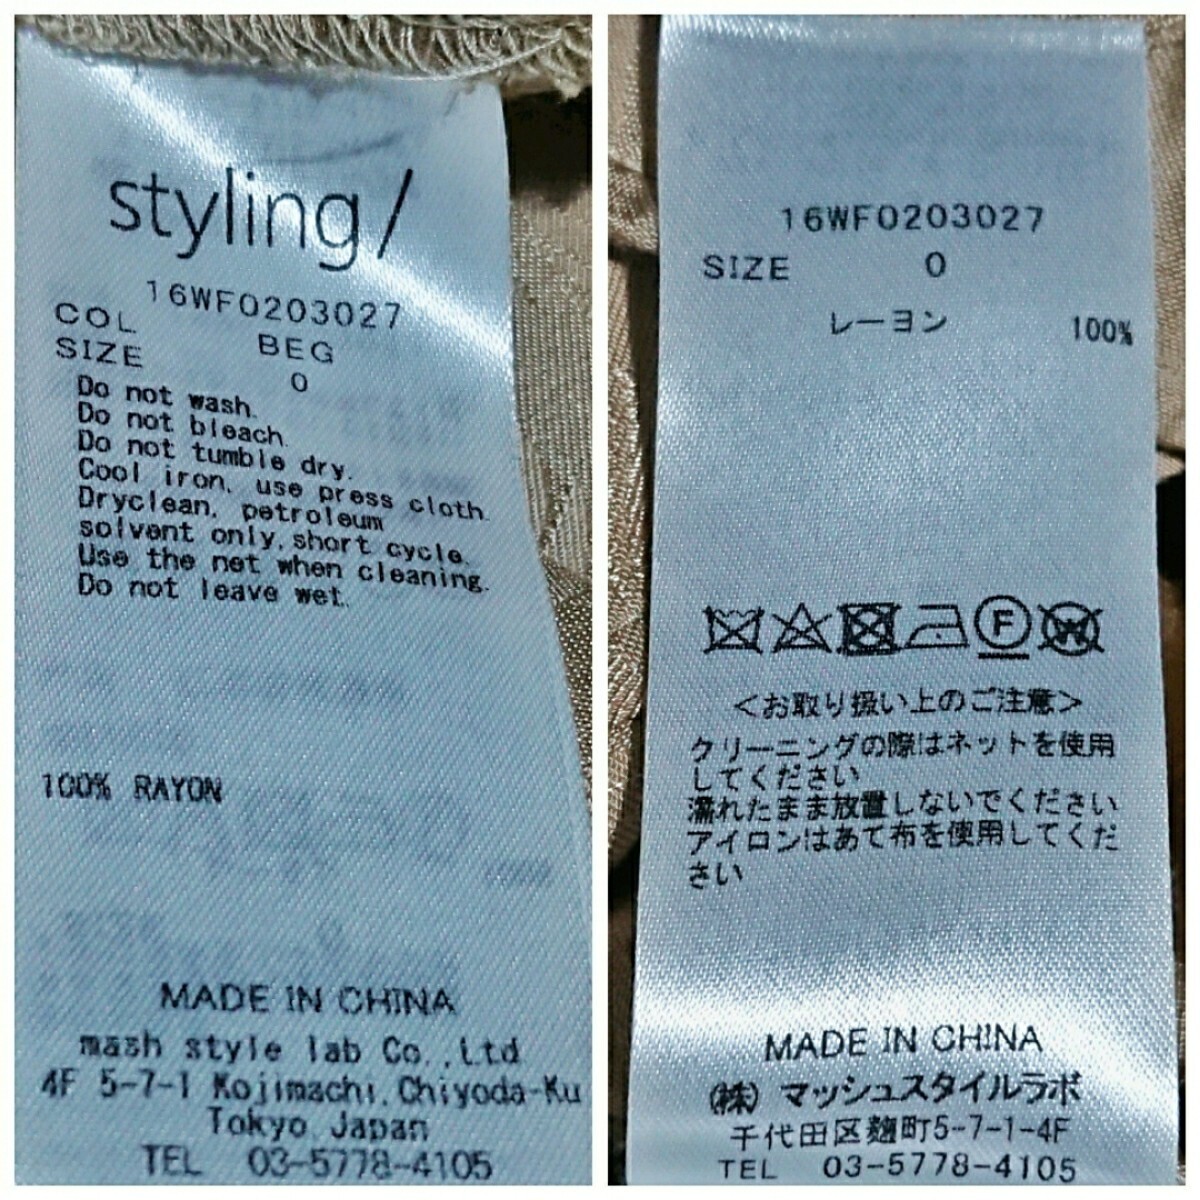 styling/
16WF0203027
COL BEG
SIZE 0
Do not wash.
Do not bleach.
Do not tumble dry.
Cool iron, use press cloth.
Dryclean, petroleum
solvent only, short cycle.
Use the net when cleaning.
Do not leave wet.
100% RAYON
MADE IN CHINA
mash style lab Co.,Ltd
4F 5-7-1 Kojimachi, Chiyoda-Ku
Tokyo, Japan
TEL 03-5778-4105
16WF0203027
SIZE 0
レーヨン 100%
F W
<お取り扱い上のご注意>
クリーニングの際はネットを使用
してください
濡れたまま放置しないでください
アイロンはあて布を使用してくだ
さい
MADE IN CHINA
(株) マッシュスタイルラボ
千代田区麹町5-7-1-4F
TEL 03-5778-4105